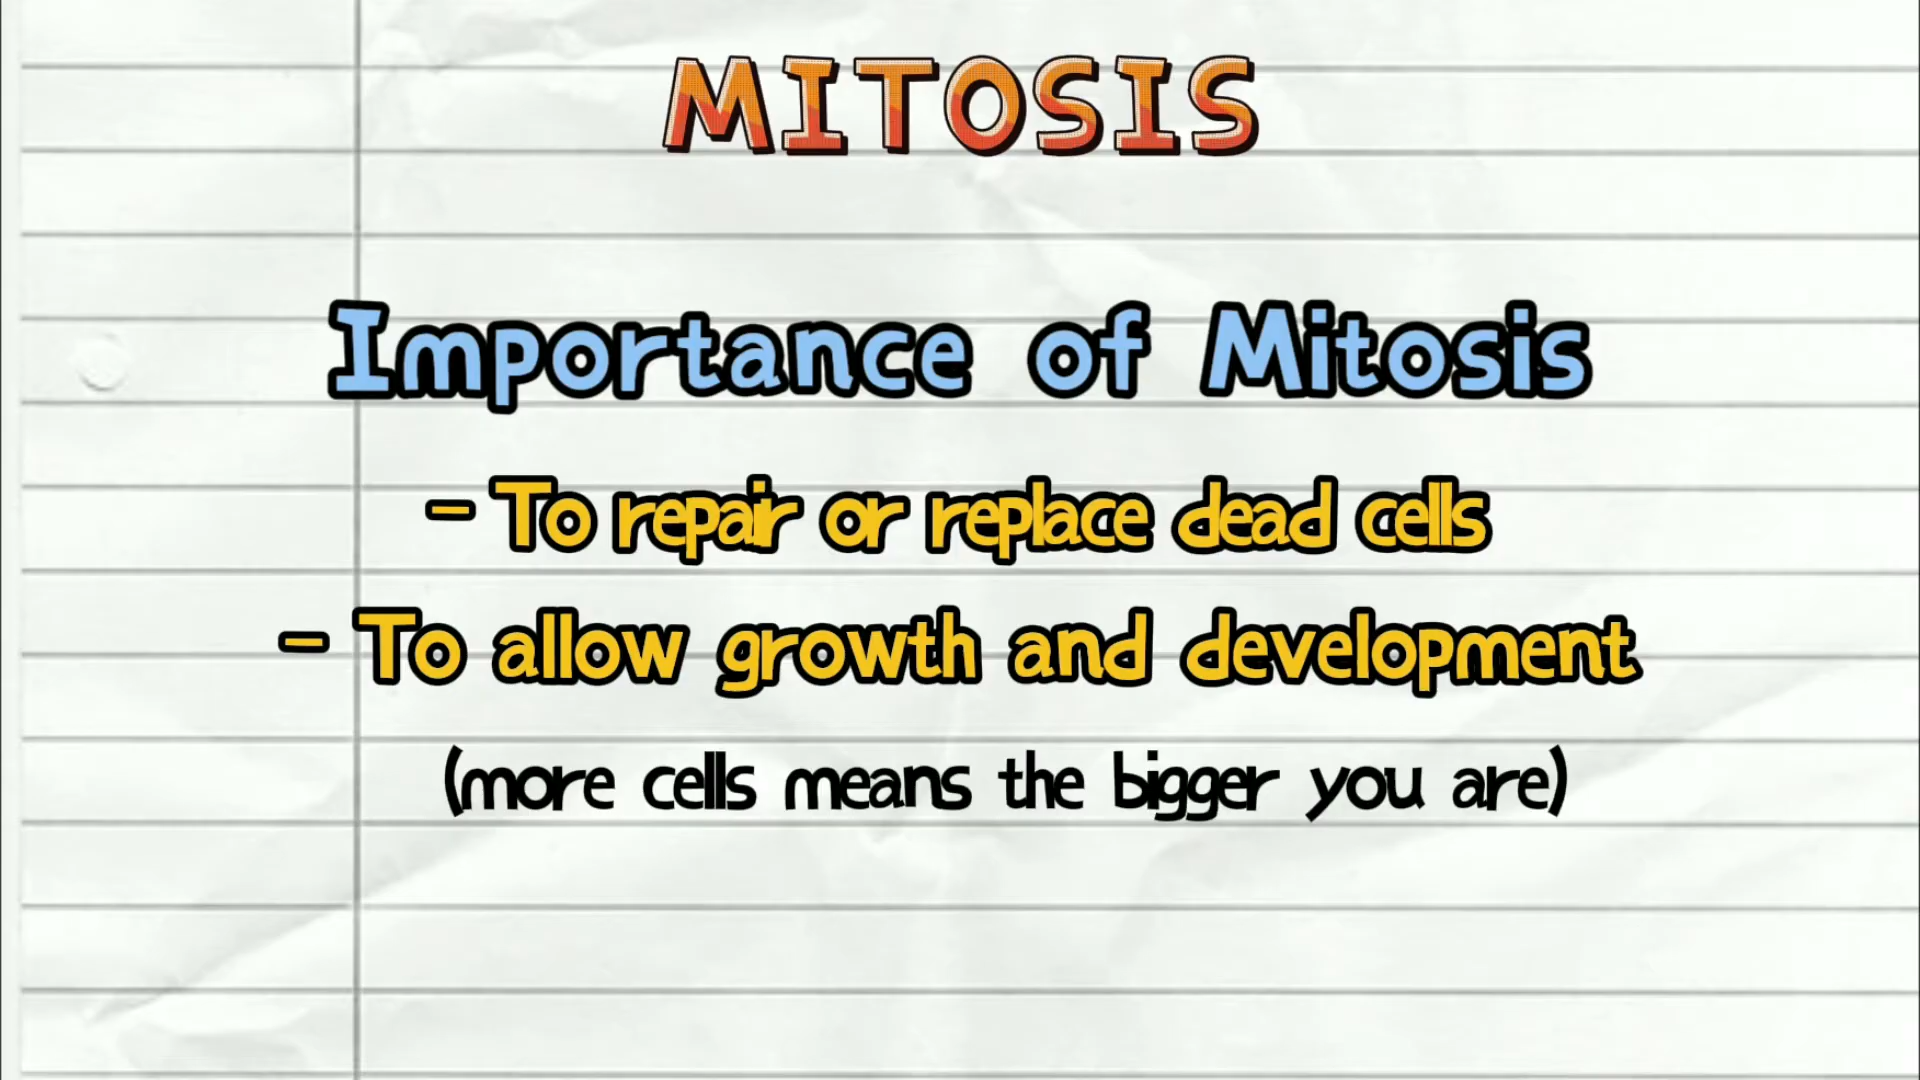 MITOSIS
Importance of Mitosis
- To repair or replace dead cells
- To allow growth and development
(more cells means the bigger you are)